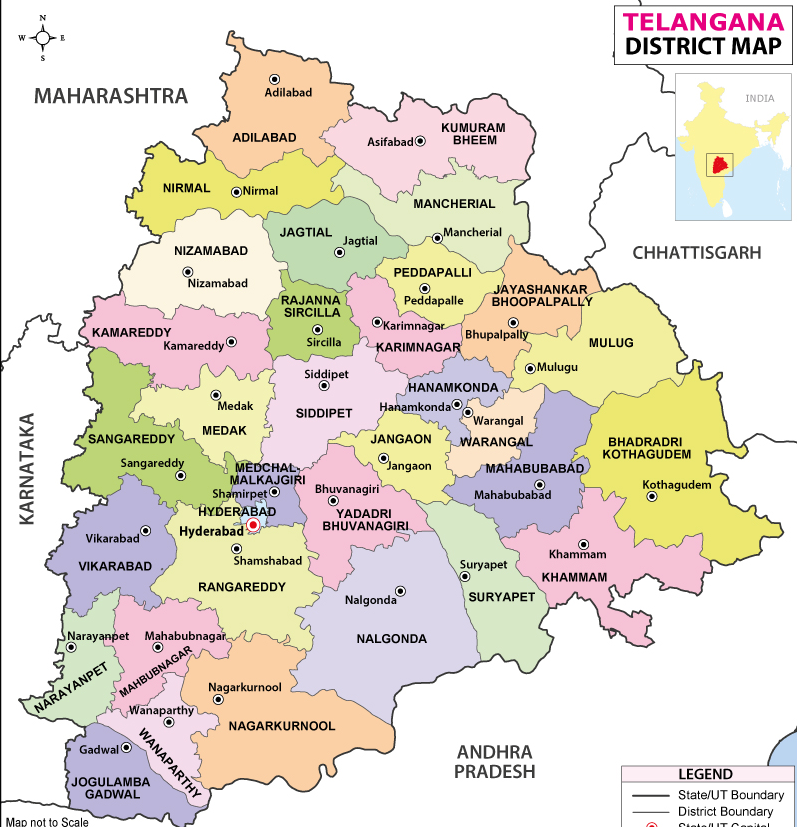 TELANGANA
DISTRICT MAP
N
W E
S
INDIA
MAHARASHTRA
Adilabad
ADILABAD
KUMURAM
BHEEM
Asifabad
NIRMAL
Nirmal
MANCHERIAL
Mancherial
JAGTIAL
Jagtial
NIZAMABAD
Nizamabad
CHHATTISGARH
PEDDAPALLI
Peddapalle
JAYASHANKAR
BHOOPALPALLY
Bhupalpally
RAJANNA
SIRCILLA
Sircilla
Karimnagar
KARIMNAGAR
KAMAREDDY
Kamareddy
MULUG
Mulugu
Siddipet
SIDDIPET
HANAMKONDA
Hanamkonda
Warangal
WARANGAL
Medak
MEDAK
KARNATAKA
SANGAREDDY
Sangareddy
JANGAON
Jangaon
BHADRADRI
KOTHAGUDEM
Kothagudem
MAHABUBABAD
Mahabubabad
MEDCHAL-
MALKAJGIRI
Shamirpet
HYDERABAD
Hyderabad
Bhuvanagiri
YADADRI
BHUVANAGIRI
Vikarabad
VIKARABAD
Shamshabad
RANGAREDDY
Khammam
KHAMMAM
Suryapet
SURYAPET
Nalgonda
NALGONDA
Narayanpet
NARAYANPET
Mahabubnagar
MAHBUBNAGAR
Nagarkurnool
NAGARKURNOOL
Wanaparthy
WANAPARTHY
Gadwal
JOGULAMBA
GADWAL
ANDHRA
PRADESH
LEGEND
State/UT Boundary
District Boundary
State/UT Capital
Map not to Scale